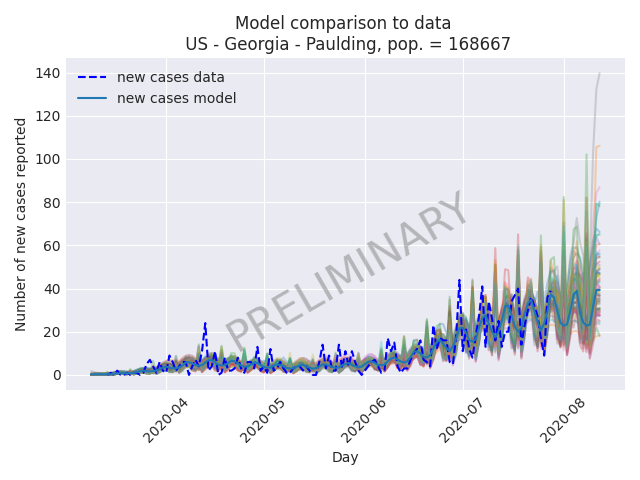 Model comparison to data
US - Georgia - Paulding, pop. = 168667
new cases data
new cases model
PRELIMINARY
Number of new cases reported
140
120
100
80
60
40
20
0
2020-04
2020-05
2020-06
2020-07
2020-08
Day